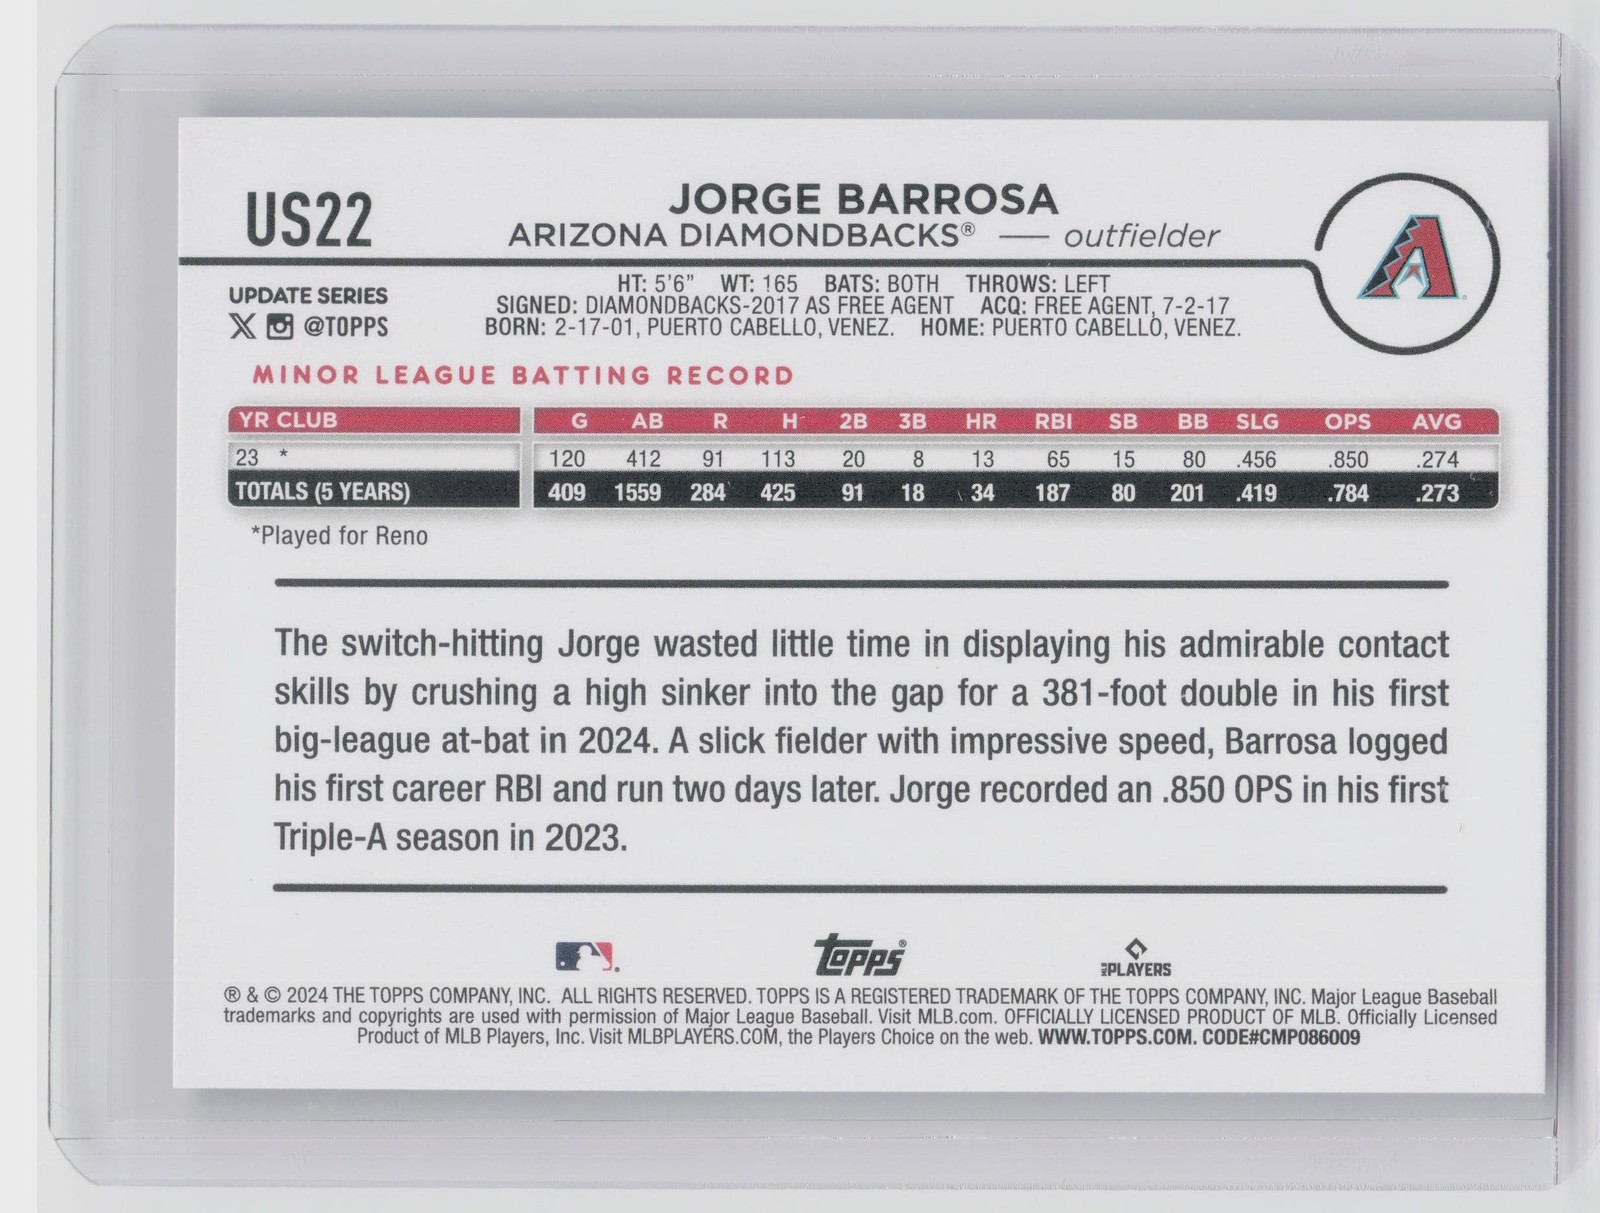 US22
JORGE BARROSA
ARIZONA DIAMONDBACKS® — outfielder
UPDATE SERIES
@TOPPS
HT: 5'6” WT: 165 BATS: BOTH THROWS: LEFT
SIGNED: DIAMONDBACKS-2017 AS FREE AGENT ACQ: FREE AGENT, 7-2-17
BORN: 2-17-01, PUERTO CABELLO, VENEZ. HOME: PUERTO CABELLO, VENEZ.
MINOR LEAGUE BATTING RECORD
YR CLUB G AB R H 2B 3B HR RBI SB BB SLG OPS AVG
23 * 120 412 91 113 20 8 13 65 15 80 .456 .850 .274
TOTALS (5 YEARS) 409 1559 284 425 91 18 34 187 80 201 .419 .784 .273
*Played for Reno
The switch-hitting Jorge wasted little time in displaying his admirable contact
skills by crushing a high sinker into the gap for a 381-foot double in his first
big-league at-bat in 2024. A slick fielder with impressive speed, Barrosa logged
his first career RBI and run two days later. Jorge recorded an .850 OPS in his first
Triple-A season in 2023.
TOPPS®
MLB PLAYERS
® & © 2024 THE TOPPS COMPANY, INC. ALL RIGHTS RESERVED. TOPPS IS A REGISTERED TRADEMARK OF THE TOPPS COMPANY, INC. Major League Baseball
trademarks and copyrights are used with permission of Major League Baseball. Visit MLB.com. OFFICIALLY LICENSED PRODUCT OF MLB. Officially Licensed
Product of MLB Players, Inc. Visit MLBPLAYERS.COM, the Players Choice on the web. WWW.TOPPS.COM. CODE#CMP086009